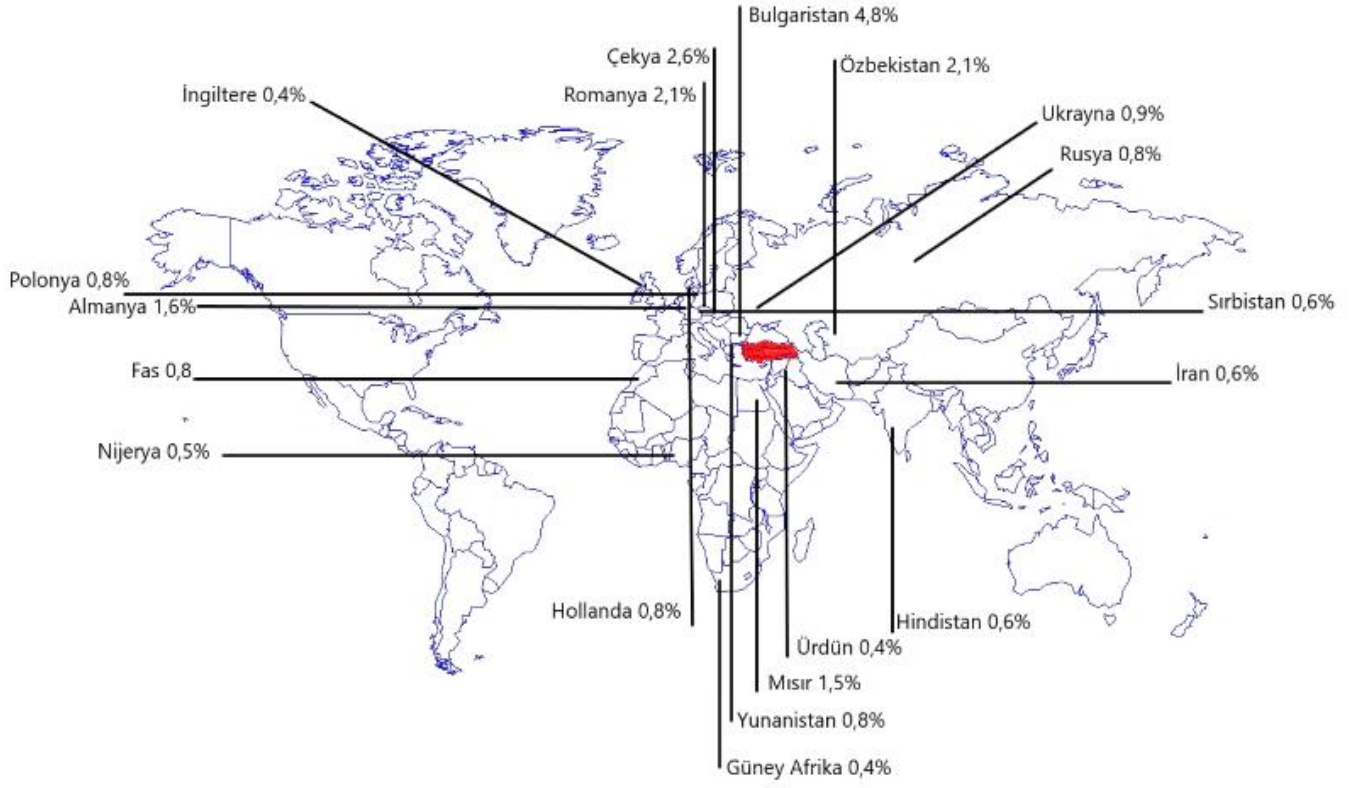 Bulgaristan 4,8%
Çekya 2,6%
Özbekistan 2,1%
İngiltere 0,4%
Romanya 2,1%
Ukrayna 0,9%
Rusya 0,8%
Polonya 0,8%
Almanya 1,6%
Sırbistan 0,6%
Fas 0,8
İran 0,6%
Nijerya 0,5%
Hollanda 0,8%
Hindistan 0,6%
Ürdün 0,4%
Mısır 1,5%
Yunanistan 0,8%
Güney Afrika 0,4%